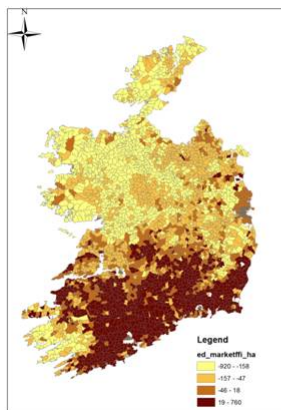 N
Legend
ed_marketffi_ha
-920 - -158
-157 - -47
-46 - 18
19 - 760